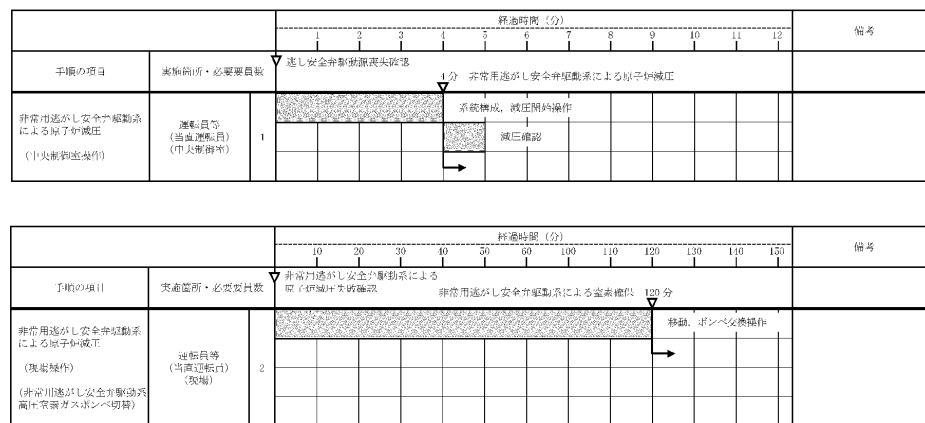 経過時間（分）
備考
1 2 3 4 5 6 7 8 9 10 11 12
手順の項目
実施箇所・必要要員数
逃し安全弁駆動源喪失確認
4分 非常用逃がし安全弁駆動系による原子炉減圧
非常用逃がし安全弁駆動系
による原子炉減圧
（中央制御室操作）
運転員等
（当直運転員）
（中央制御室）
1
系統構成，減圧開始操作
減圧確認
経過時間（分）
備考
10 20 30 40 50 60 100 110 120 130 140 150
手順の項目
実施箇所・必要要員数
非常用逃がし安全弁駆動系による
原子炉減圧失敗確認
非常用逃がし安全弁駆動系による窒素確保 120分
非常用逃がし安全弁駆動系
による原子炉減圧
（現場操作）
（非常用逃がし安全弁駆動系
高圧窒素ガスボンベ切替）
運転員等
（当直運転員）
（現場）
2
移動，ボンベ交換操作